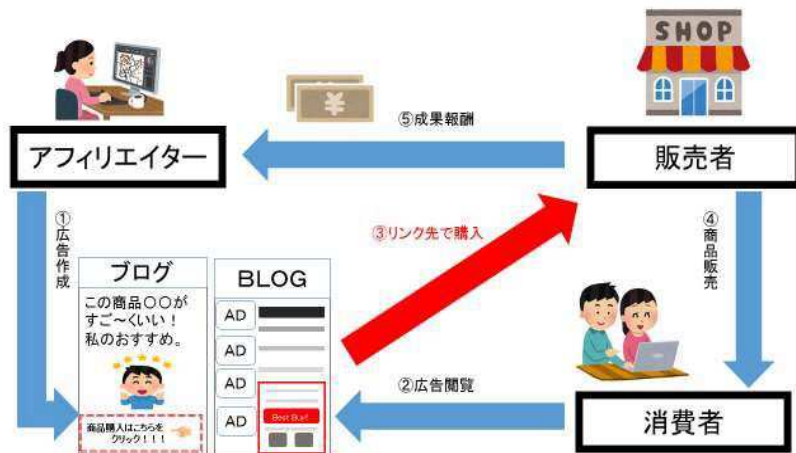 SHOP
¥
⑤成果報酬
アフィリエイター
販売者
①広告作成
③リンク先で購入
④商品販売
ブログ
この商品〇〇が
すご～くいい！
私のおすすめ。
商品購入はこちらを
クリック！！！
BLOG
AD
AD
AD
AD
Best Buy!
②広告閲覧
消費者